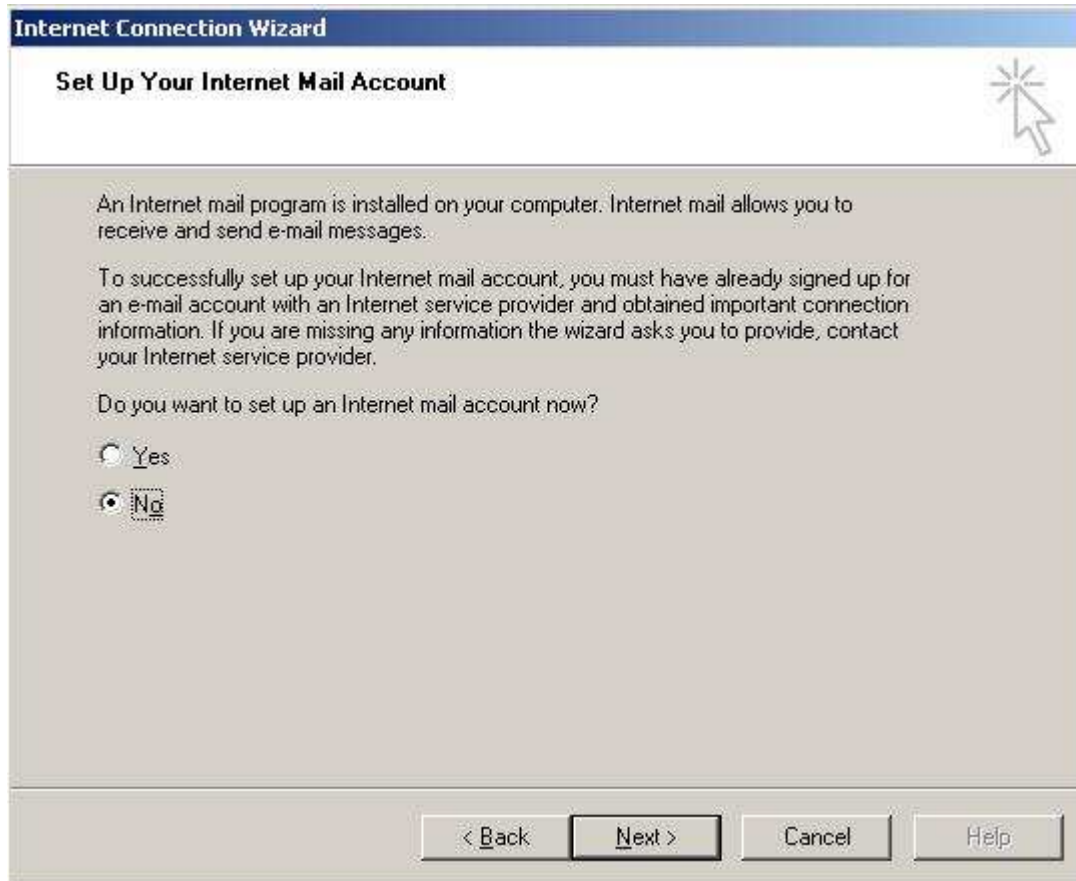 Internet Connection Wizard
Set Up Your Internet Mail Account
An Internet mail program is installed on your computer. Internet mail allows you to
receive and send e-mail messages.
To successfully set up your Internet mail account, you must have already signed up for
an e-mail account with an Internet service provider and obtained important connection
information. If you are missing any information the wizard asks you to provide, contact
your Internet service provider.
Do you want to set up an Internet mail account now?
Yes
No
< Back Next > Cancel Help